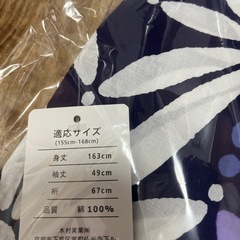 適応サイズ
(155cm-168cm)
身丈 163cm
袖丈 49cm
裄 67cm
品質 綿100%
木村実業㈱